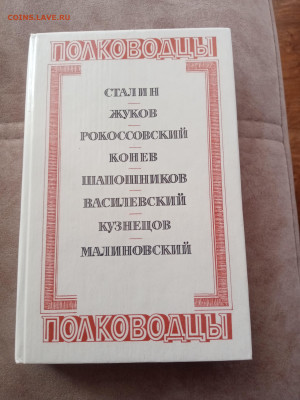 COINS.LAVE.RU
ПОЛКОВОДЦЫ
СТАЛИН
ЖУКОВ
РОКОССОВСКИЙ
КОНЕВ
ШАПОШНИКОВ
ВАСИЛЕВСКИЙ
КУЗНЕЦОВ
МАЛИНОВСКИЙ
ПОЛКОВОДЦЫ